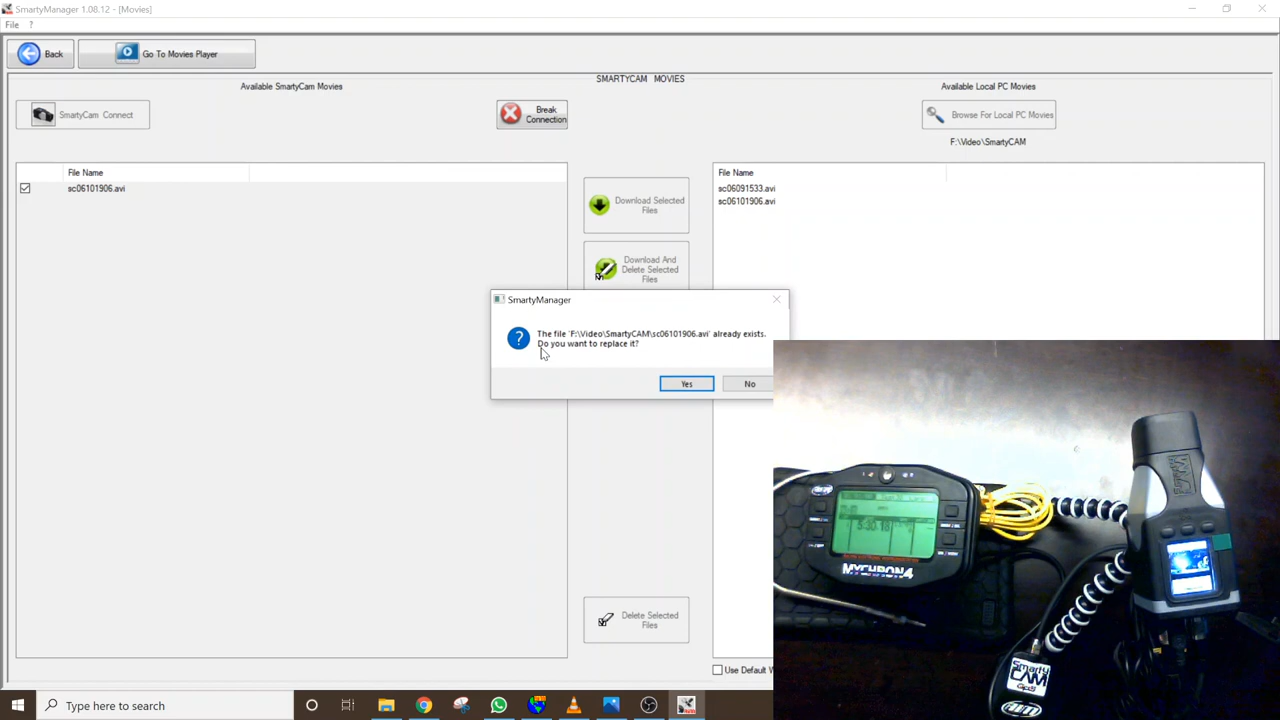 SmartyManager 1.08.12 - [Movies]
File ?
Back
Go To Movies Player
SMARTYCAM MOVIES
Available SmartyCam Movies
Available Local PC Movies
SmartyCam Connect
Break
Connection
Browse For Local PC Movies
F:\Video\SmartyCAM
File Name
sc06101906.avi
Download Selected
Files
Download And
Delete Selected
Files
File Name
sc06091533.avi
sc06101906.avi
SmartyManager
The file 'F:\Video\SmartyCAM\sc06101906.avi' already exists.
Do you want to replace it?
Yes
No
Delete Selected
Files
Use Default W
MYCHRON4
Smarty
CAM
Type here to search